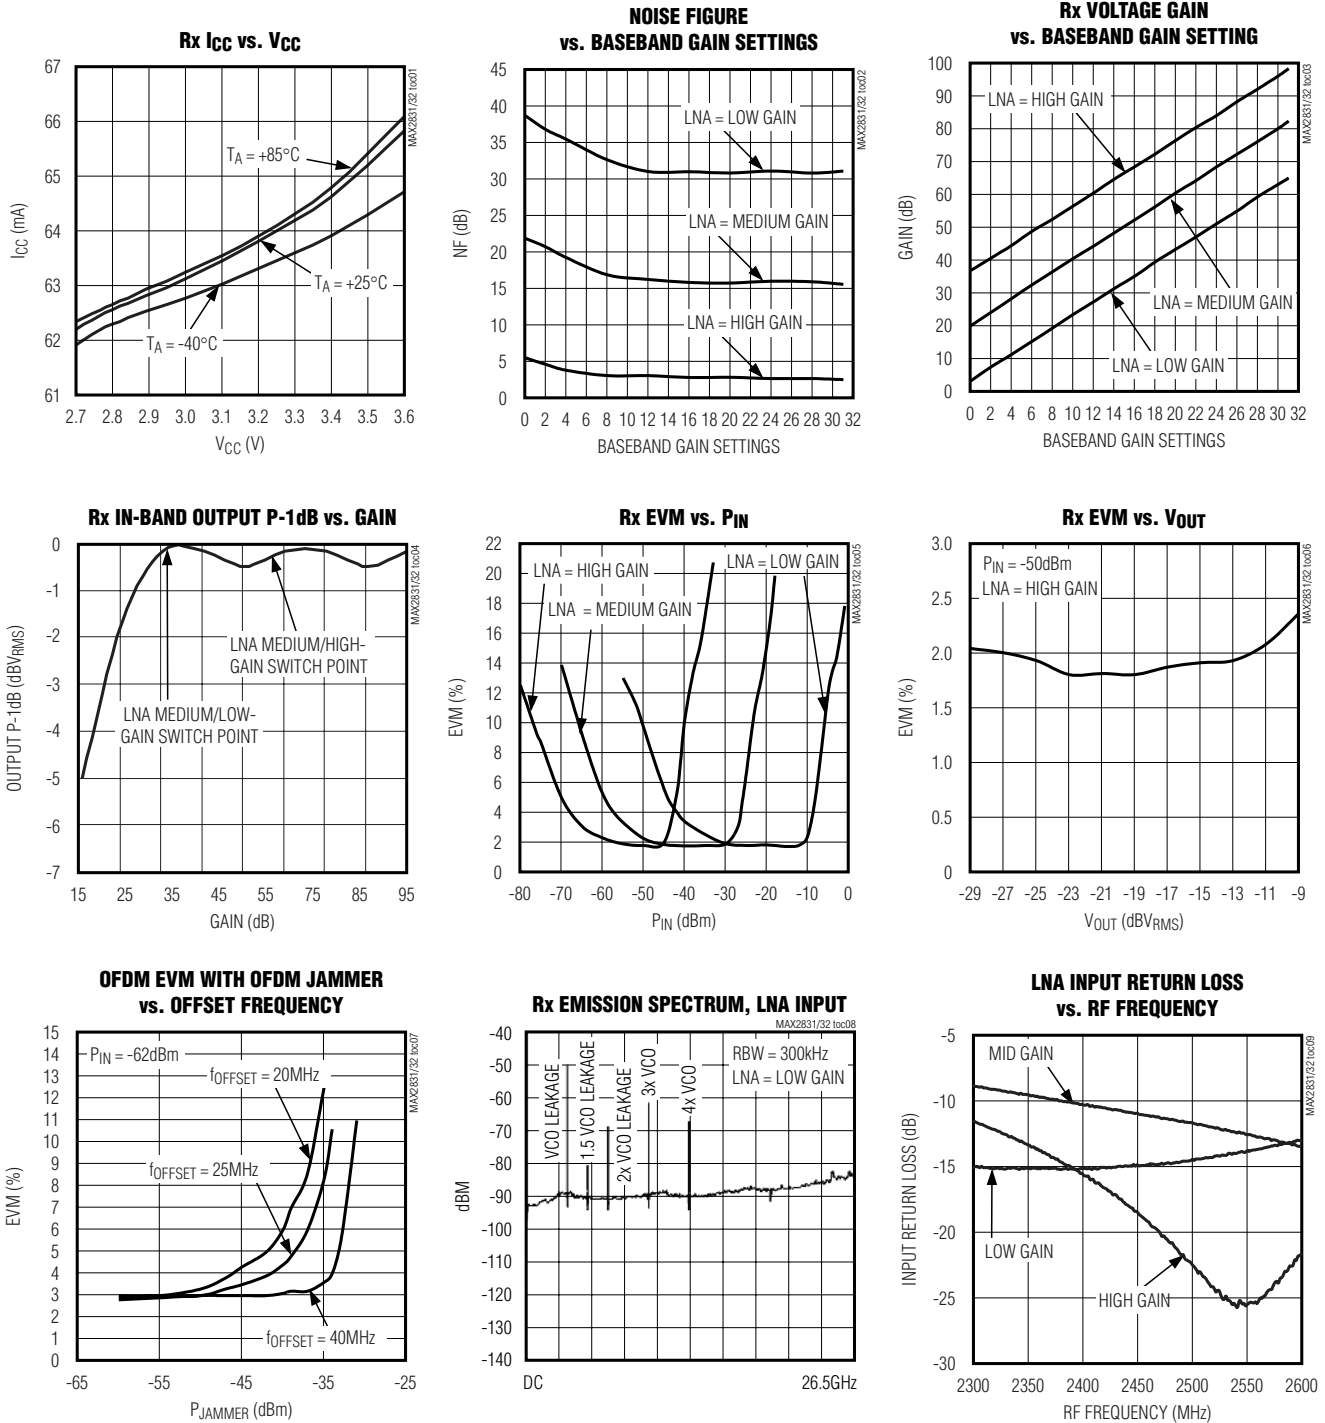 Rx ICC vs. VCC
MAX2831/32 toc01
67
66
65
64
63
62
61
ICC (mA)
TA = +85°C
TA = +25°C
TA = -40°C
2.7 2.8 2.9 3.0 3.1 3.2 3.3 3.4 3.5 3.6
VCC (V)
NOISE FIGURE
vs. BASEBAND GAIN SETTINGS
MAX2831/32 toc02
45
40
35
30
25
20
15
10
5
0
NF (dB)
LNA = LOW GAIN
LNA = MEDIUM GAIN
LNA = HIGH GAIN
0 2 4 6 8 10 12 14 16 18 20 22 24 26 28 30 32
BASEBAND GAIN SETTINGS
Rx VOLTAGE GAIN
vs. BASEBAND GAIN SETTING
MAX2831/32 toc03
100
90
80
70
60
50
40
30
20
10
0
GAIN (dB)
LNA = HIGH GAIN
LNA = MEDIUM GAIN
LNA = LOW GAIN
0 2 4 6 8 10 12 14 16 18 20 22 24 26 28 30 32
BASEBAND GAIN SETTINGS
Rx IN-BAND OUTPUT P-1dB vs. GAIN
MAX2831/32 toc04
0
-1
-2
-3
-4
-5
-6
-7
OUTPUT P-1dB (dBVRMS)
LNA MEDIUM/HIGH-
GAIN SWITCH POINT
LNA MEDIUM/LOW-
GAIN SWITCH POINT
15 25 35 45 55 65 75 85 95
GAIN (dB)
Rx EVM vs. PIN
MAX2831/32 toc05
22
20
18
16
14
12
10
8
6
4
2
0
EVM (%)
LNA = HIGH GAIN
LNA = LOW GAIN
LNA = MEDIUM GAIN
-80 -70 -60 -50 -40 -30 -20 -10 0
PIN (dBm)
Rx EVM vs. VOUT
MAX2831/32 toc06
3.0
2.5
2.0
1.5
1.0
0.5
0
EVM (%)
PIN = -50dBm
LNA = HIGH GAIN
-29 -27 -25 -23 -21 -19 -17 -15 -13 -11 -9
VOUT (dBVRMS)
OFDM EVM WITH OFDM JAMMER
vs. OFFSET FREQUENCY
MAX2831/32 toc07
15
14
13
12
11
10
9
8
7
6
5
4
3
2
1
0
EVM (%)
PIN = -62dBm
fOFFSET = 20MHz
fOFFSET = 25MHz
fOFFSET = 40MHz
-65 -55 -45 -35 -25
PJAMMER (dBm)
Rx EMISSION SPECTRUM, LNA INPUT
MAX2831/32 toc08
-40
-50
-60
-70
-80
-90
-100
-110
-120
-130
-140
dBM
VCO LEAKAGE
1.5 VCO LEAKAGE
2x VCO LEAKAGE
3x VCO
4x VCO
RBW = 300kHz
LNA = LOW GAIN
DC 26.5GHz
LNA INPUT RETURN LOSS
vs. RF FREQUENCY
MAX2831/32 toc09
-5
-10
-15
-20
-25
-30
INPUT RETURN LOSS (dB)
MID GAIN
LOW GAIN
HIGH GAIN
2300 2350 2400 2450 2500 2550 2600
RF FREQUENCY (MHz)